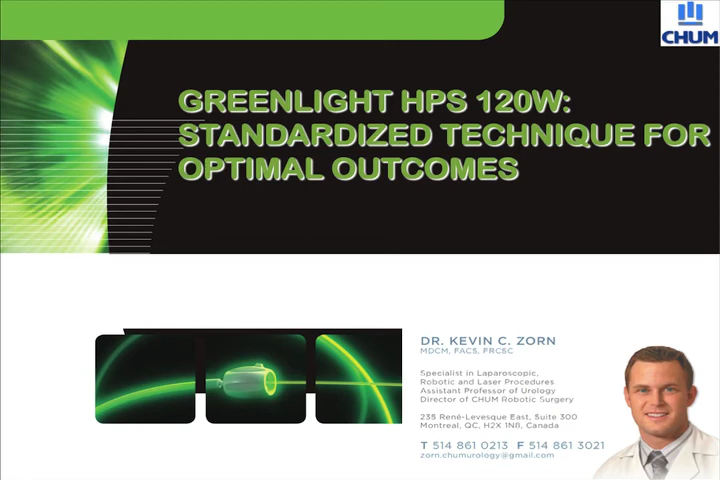 CHUM
GREENLIGHT HPS 120W:
STANDARDIZED TECHNIQUE FOR
OPTIMAL OUTCOMES
DR. KEVIN C. ZORN
MDCM, FACS, FRCSC
Specialist in Laparoscopic,
Robotic and Laser Procedures
Assistant Professor of Urology
Director of CHUM Robotic Surgery
235 René-Levesque East, Suite 300
Montreal, QC, H2X 1N8, Canada
T 514 861 0213 F 514 861 3021
zorn.chumurology@gmail.com